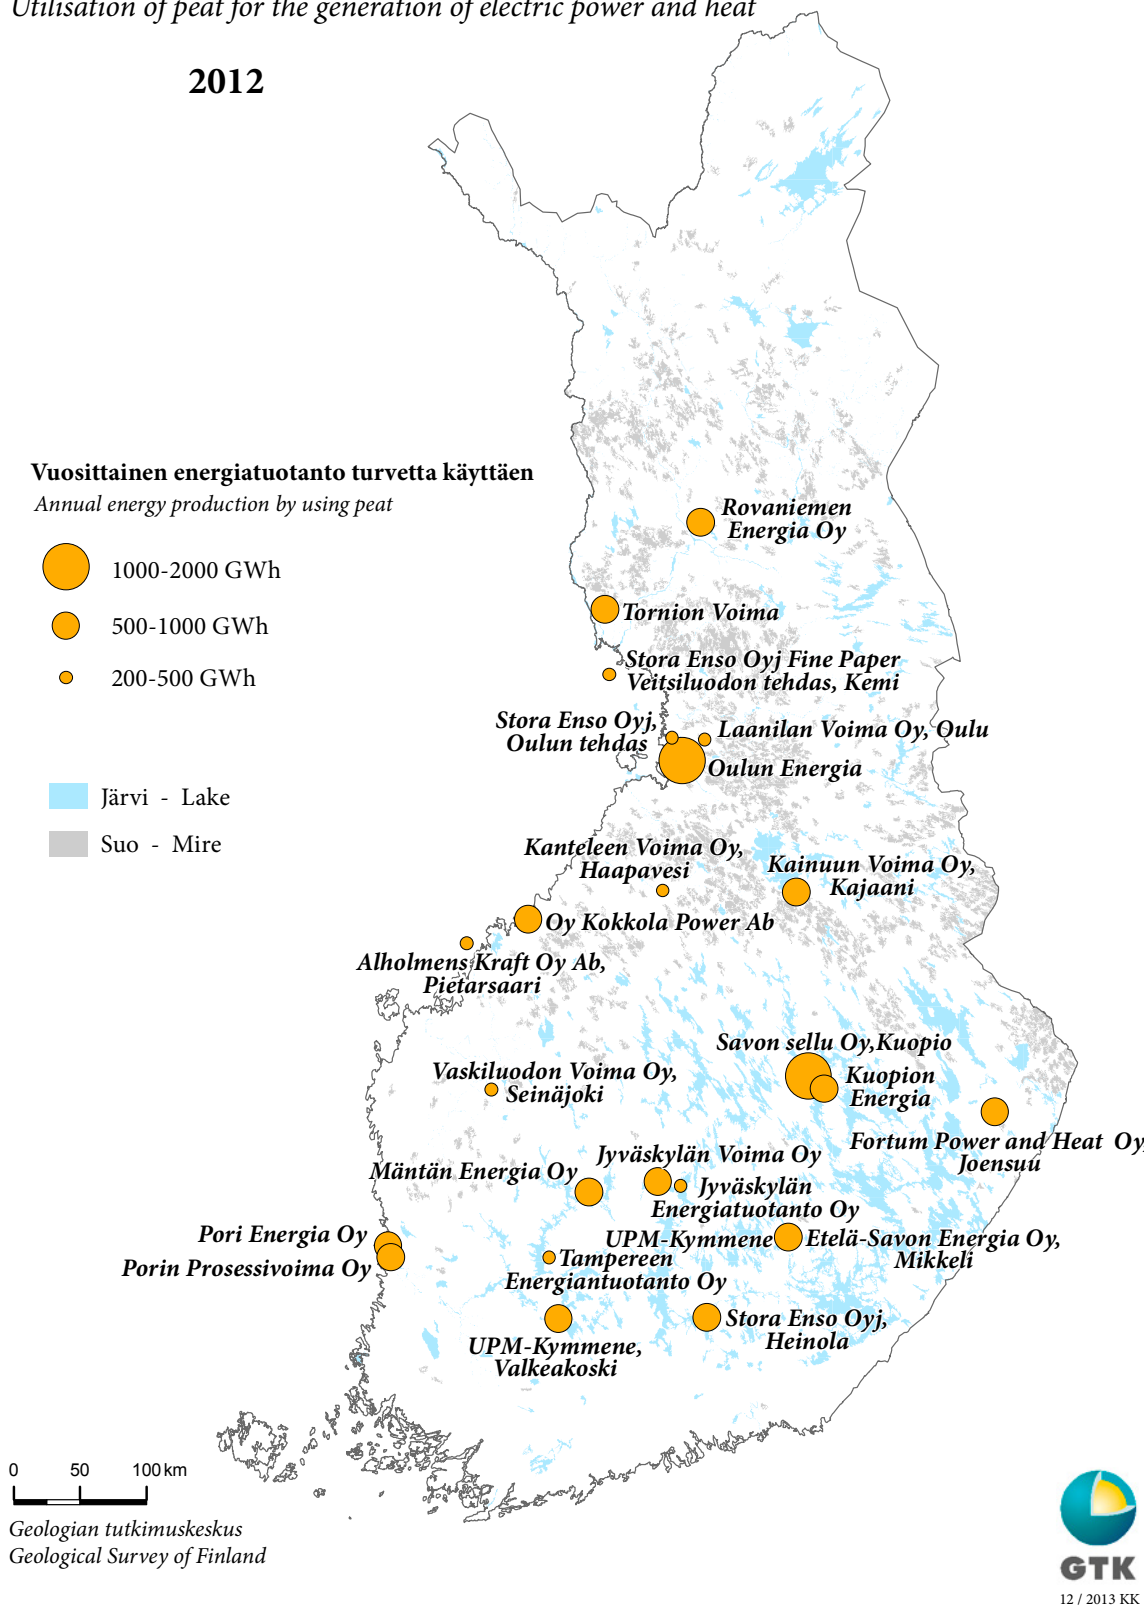 Utilisation of peat for the generation of electric power and heat
2012
Vuosittainen energiatuotanto turvetta käyttäen
Annual energy production by using peat
1000-2000 GWh
500-1000 GWh
200-500 GWh
Järvi - Lake
Suo - Mire
Rovaniemen
Energia Oy
Tornion Voima
Stora Enso Oyj Fine Paper
Veitsiluodon tehdas, Kemi
Stora Enso Oyj,
Oulun tehdas
Laanilan Voima Oy, Oulu
Oulun Energia
Kanteleen Voima Oy,
Haapavesi
Kainuun Voima Oy,
Kajaani
Oy Kokkola Power Ab
Alholmens Kraft Oy Ab,
Pietarsaari
Savon sellu Oy,Kuopio
Kuopion
Energia
Vaskiluodon Voima Oy,
Seinäjoki
Fortum Power and Heat Oy,
Joensuu
Jyväskylän Voima Oy
Mäntän Energia Oy
Jyväskylän
Energiatuotanto Oy
Pori Energia Oy
Porin Prosessivoima Oy
UPM-Kymmene
Etelä-Savon Energia Oy,
Mikkeli
Tampereen
Energiantuotanto Oy
Stora Enso Oyj,
Heinola
UPM-Kymmene,
Valkeakoski
0 50 100 km
Geologian tutkimuskeskus
Geological Survey of Finland
GTK
12 / 2013 KK